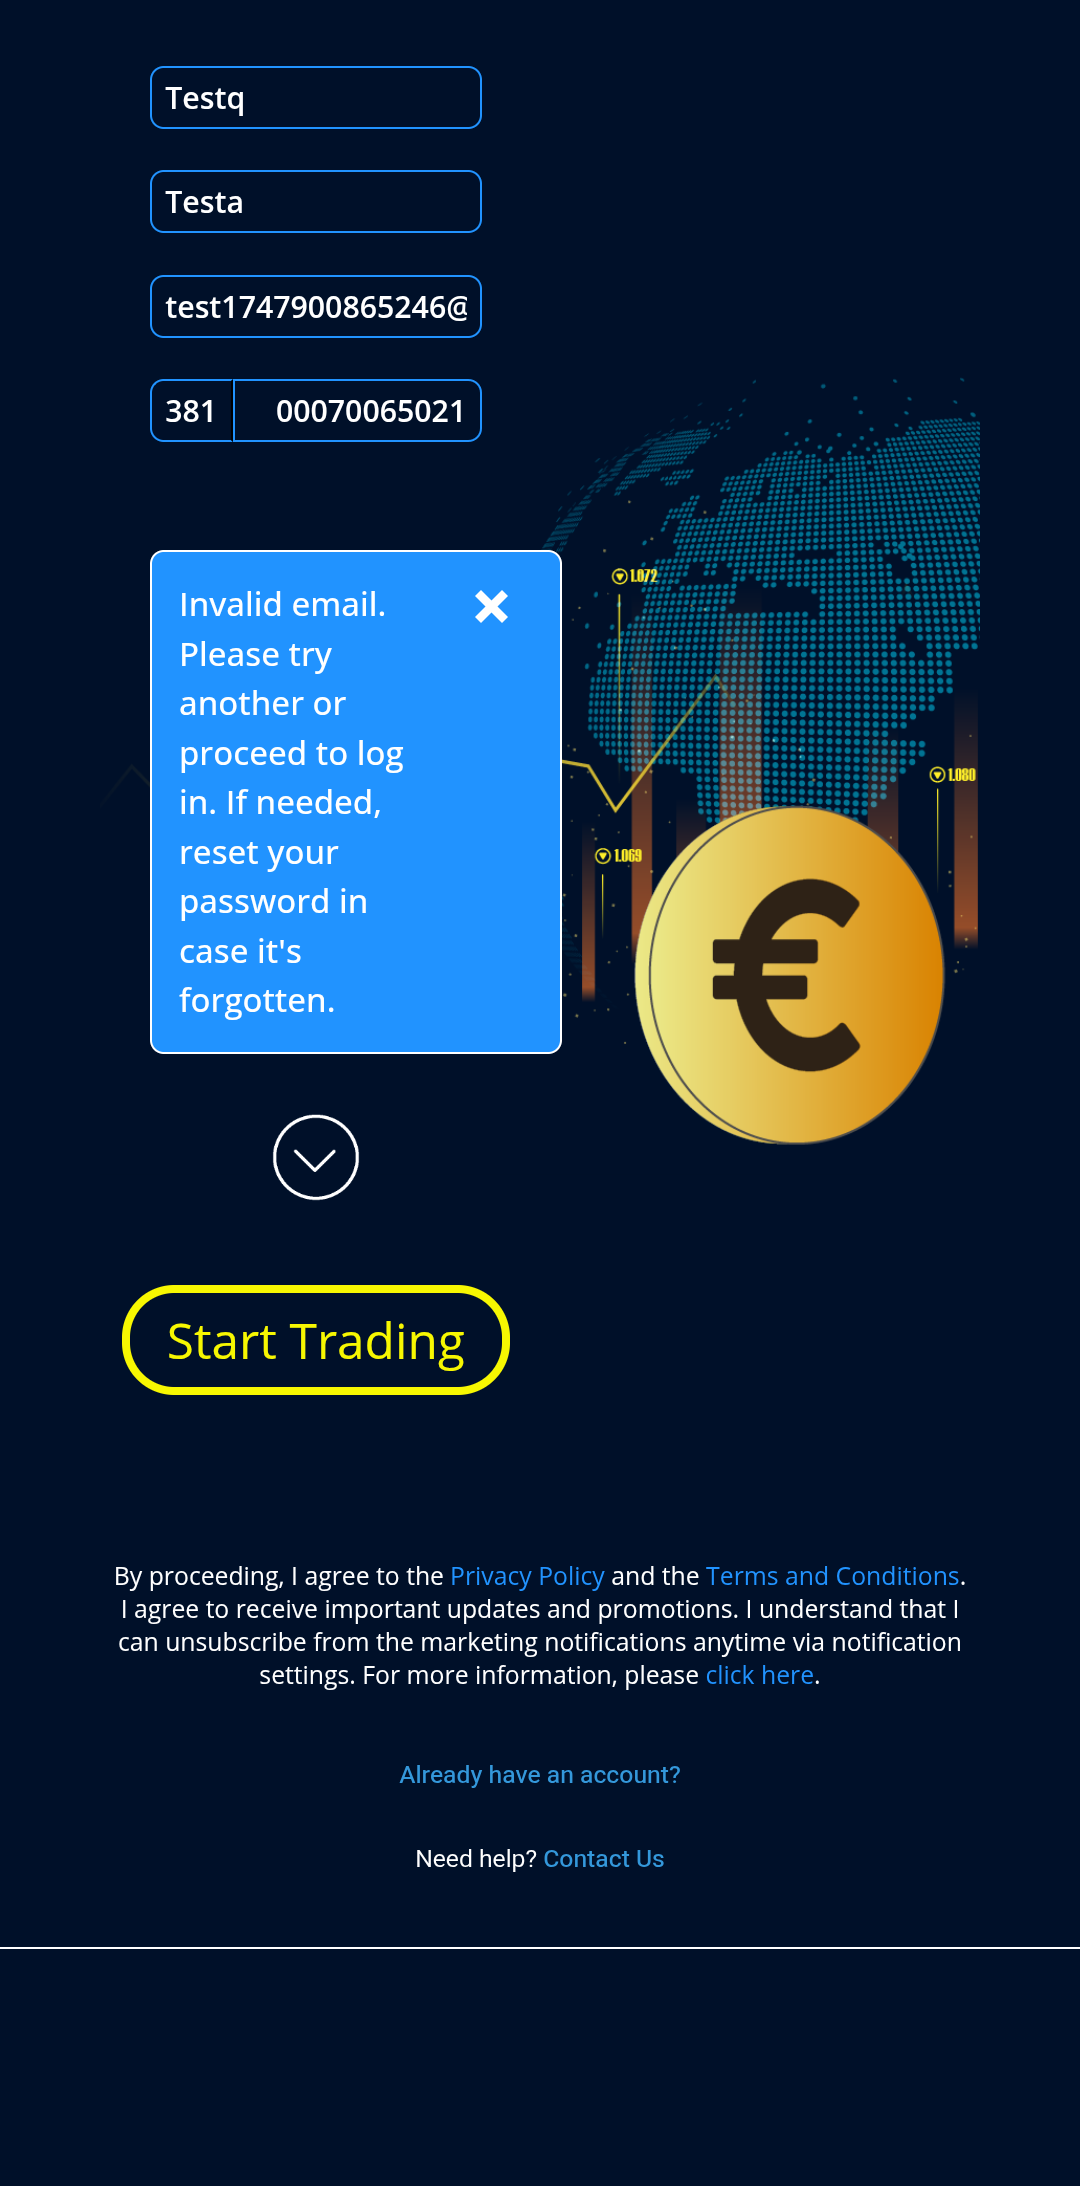 Testq
Testa
test1747900865246@
381 00070065021
1.072
Invalid email.
Please try
another or
proceed to log
in. If needed,
reset your
password in
case it's
forgotten.
1.080
1.069
€
Start Trading
By proceeding, I agree to the Privacy Policy and the Terms and Conditions.
I agree to receive important updates and promotions. I understand that I
can unsubscribe from the marketing notifications anytime via notification
settings. For more information, please click here.
Already have an account?
Need help? Contact Us